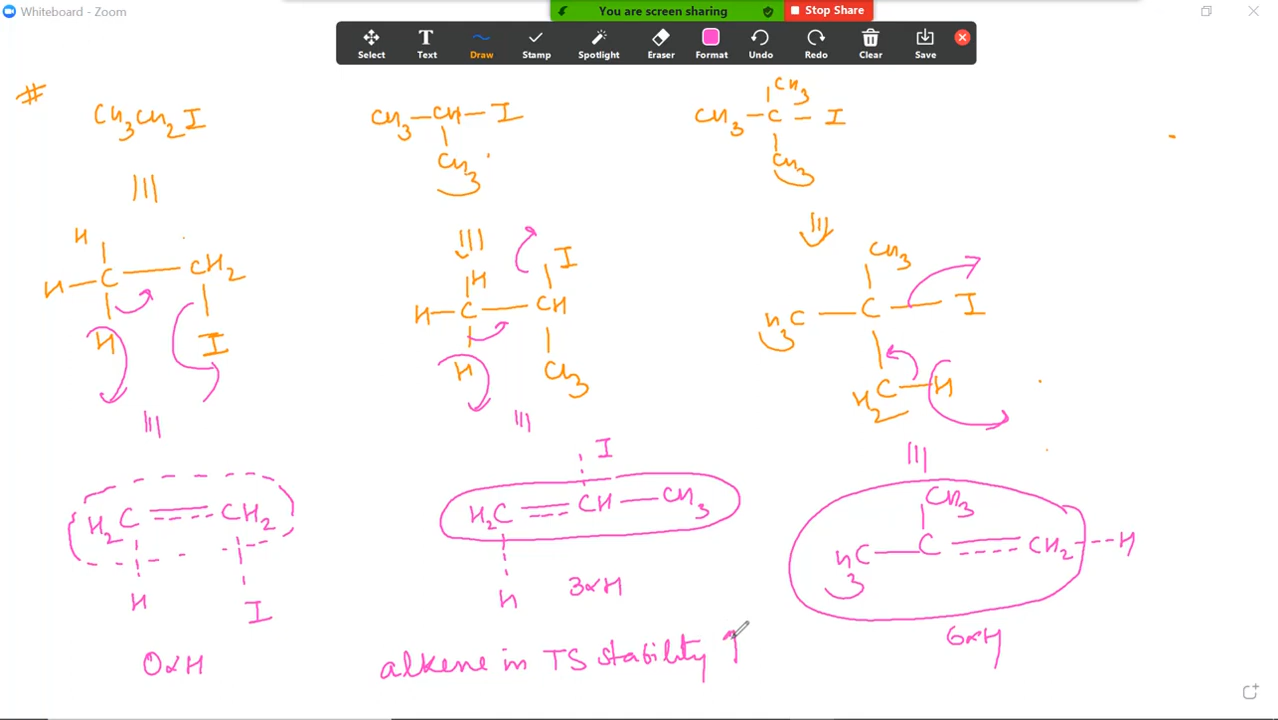 Whiteboard - Zoom
You are screen sharing
Stop Share
Select Text Draw Stamp Spotlight Eraser Format Undo Redo Clear Save
#
CH3CH2I
CH3-CH-I
CH3
CH3
CH3-C-I
CH3
H
H-C-CH2
H I
H I
H-C-CH
H CH3
CH3
H3C-C-I
H2C-H
I
H2C=CH2
H I
0αH
H2C=CH-CH3
H
3αH
CH3
H3C-C=CH2--H
6αH
alkene in TS stability ↑